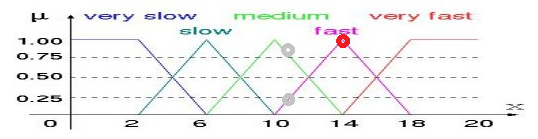 μ very slow medium very fast
slow fast
1.00
0.75
0.50
0.25
x
0 2 6 10 14 18 20